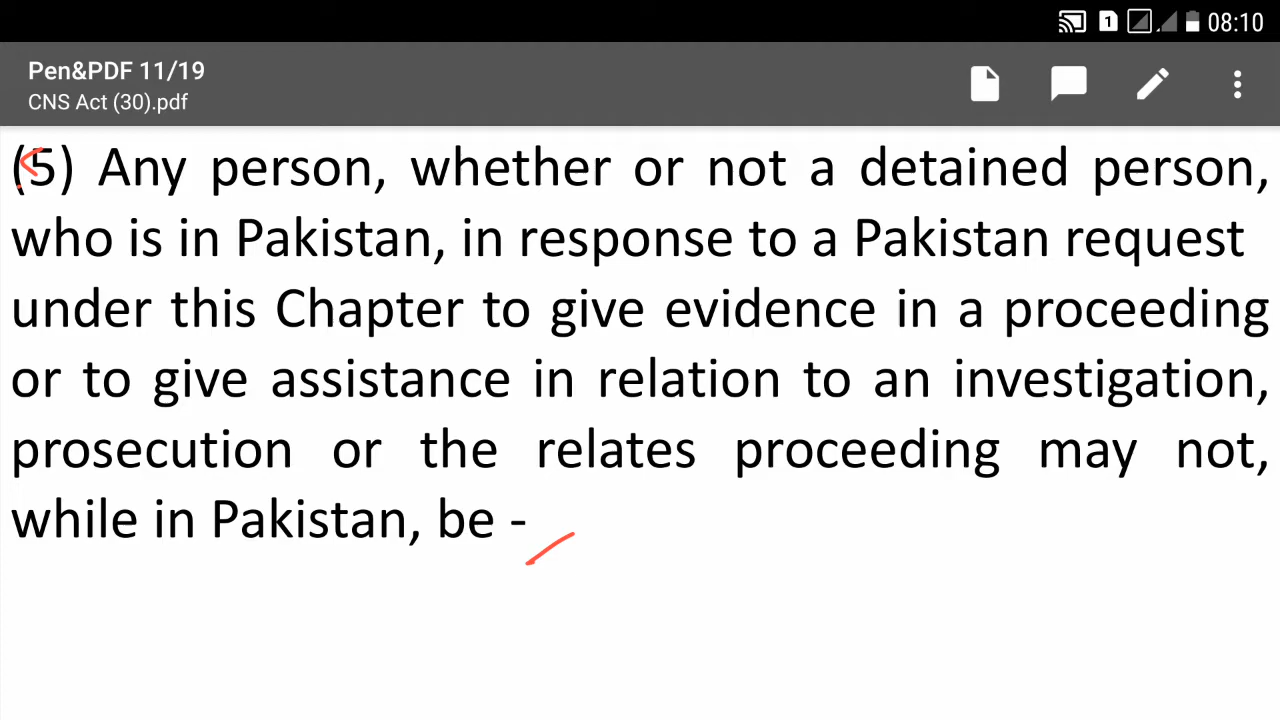 1 08:10
Pen&PDF 11/19
CNS Act (30).pdf
(5) Any person, whether or not a detained person,
who is in Pakistan, in response to a Pakistan request
under this Chapter to give evidence in a proceeding
or to give assistance in relation to an investigation,
prosecution or the relates proceeding may not,
while in Pakistan, be -